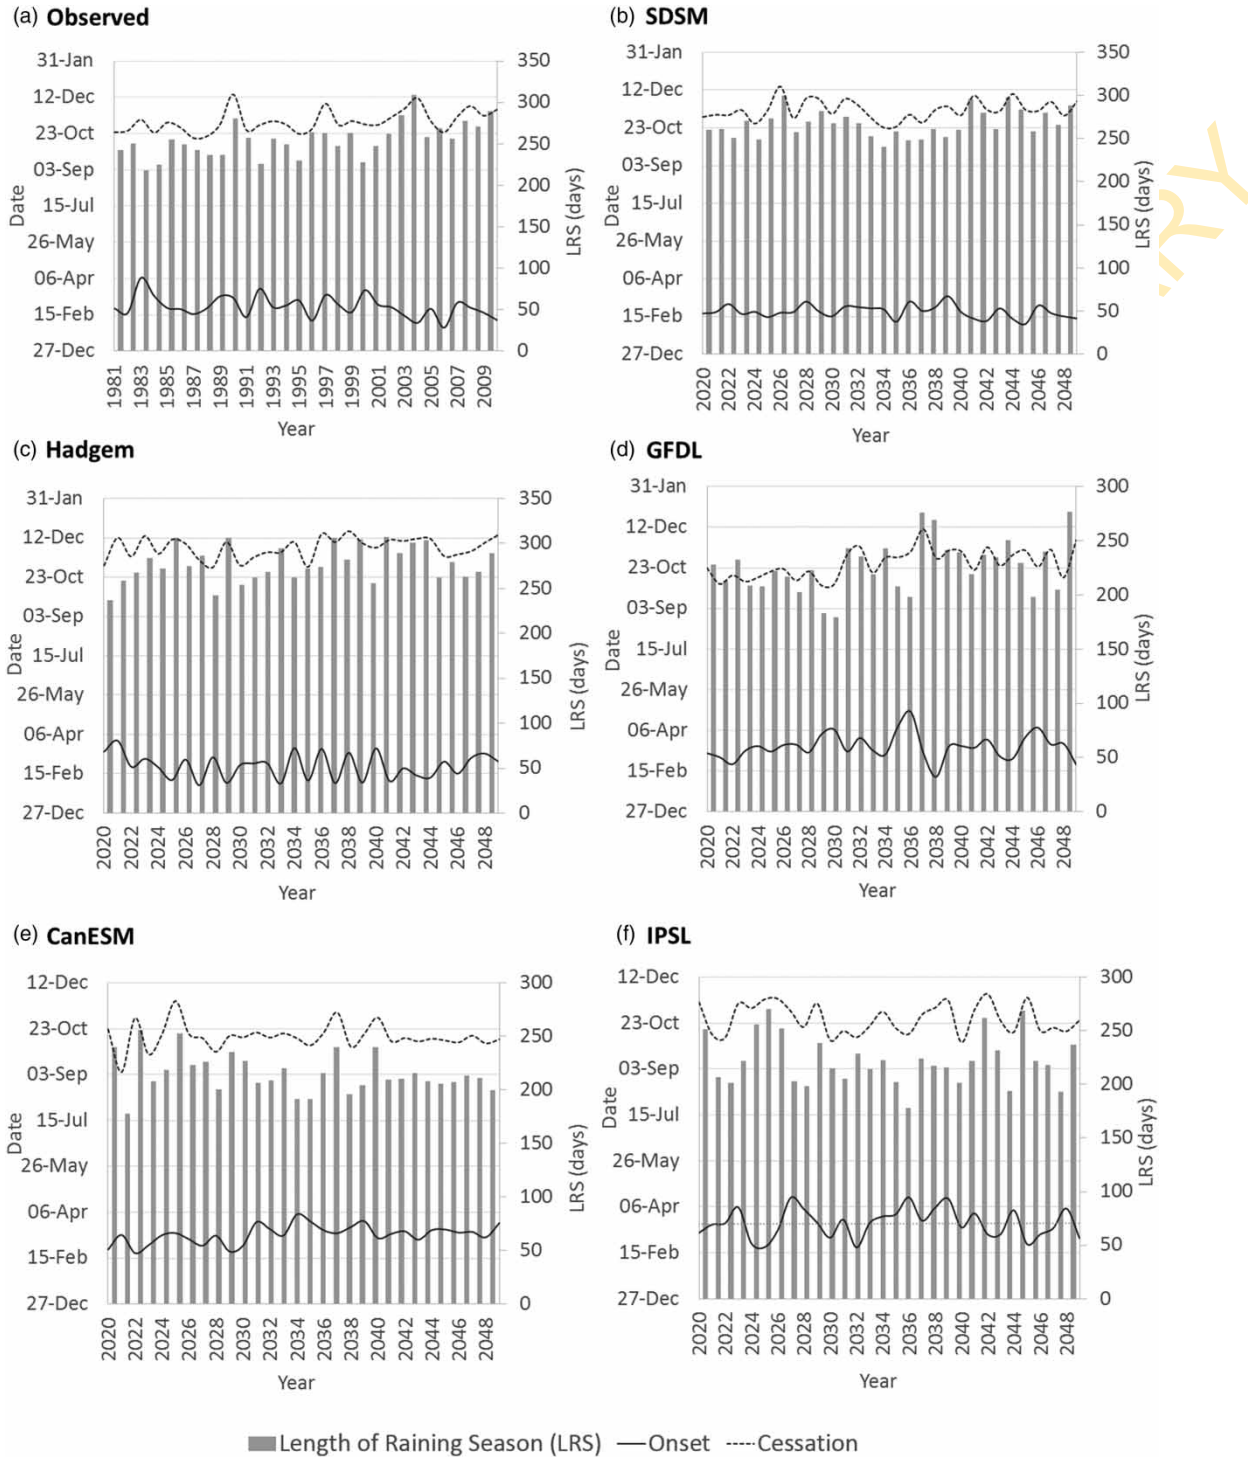 (a) Observed
31-Jan
12-Dec
23-Oct
03-Sep
15-Jul
26-May
06-Apr
15-Feb
27-Dec
Date
350
300
250
200
150
100
50
0
LRS (days)
1981 1983 1985 1987 1989 1991 1993 1995 1997 1999 2001 2003 2005 2007 2009
Year
(b) SDSM
31-Jan
12-Dec
23-Oct
03-Sep
15-Jul
26-May
06-Apr
15-Feb
27-Dec
Date
350
300
250
200
150
100
50
0
LRS (days)
2020 2022 2024 2026 2028 2030 2032 2034 2036 2038 2040 2042 2044 2046 2048
Year
(c) Hadgem
31-Jan
12-Dec
23-Oct
03-Sep
15-Jul
26-May
06-Apr
15-Feb
27-Dec
Date
350
300
250
200
150
100
50
0
LRS (days)
2020 2022 2024 2026 2028 2030 2032 2034 2036 2038 2040 2042 2044 2046 2048
Year
(d) GFDL
31-Jan
12-Dec
23-Oct
03-Sep
15-Jul
26-May
06-Apr
15-Feb
27-Dec
Date
300
250
200
150
100
50
0
LRS (days)
2020 2022 2024 2026 2028 2030 2032 2034 2036 2038 2040 2042 2044 2046 2048
Year
(e) CanESM
12-Dec
23-Oct
03-Sep
15-Jul
26-May
06-Apr
15-Feb
27-Dec
Date
300
250
200
150
100
50
0
LRS (days)
2020 2022 2024 2026 2028 2030 2032 2034 2036 2038 2040 2042 2044 2046 2048
Year
(f) IPSL
12-Dec
23-Oct
03-Sep
15-Jul
26-May
06-Apr
15-Feb
27-Dec
Date
300
250
200
150
100
50
0
LRS (days)
2020 2022 2024 2026 2028 2030 2032 2034 2036 2038 2040 2042 2044 2046 2048
Year
Length of Raining Season (LRS) Onset Cessation